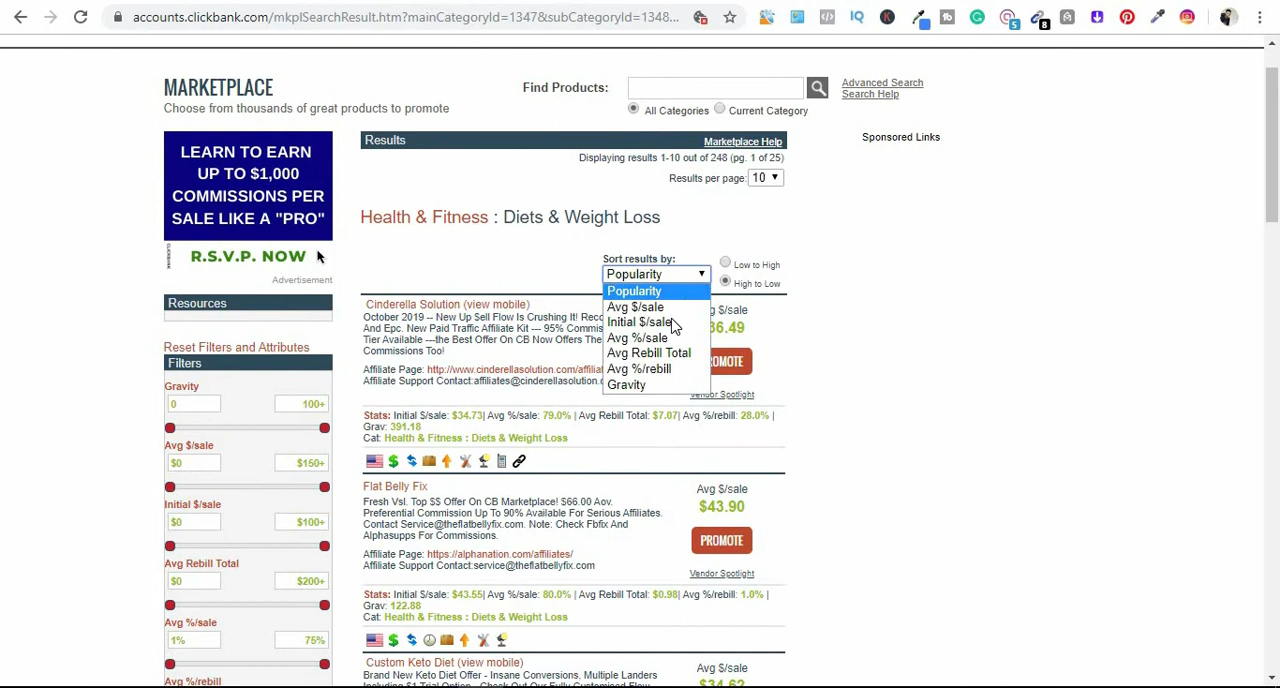 accounts.clickbank.com/mkplSearchResult.htm?mainCategoryId=1347&subCategoryId=1348...
MARKETPLACE
Choose from thousands of great products to promote
Find Products:
All Categories
Current Category
Advanced Search
Search Help
LEARN TO EARN
UP TO $1,000
COMMISSIONS PER
SALE LIKE A "PRO"
R.S.V.P. NOW
Advertisement
Resources
Reset Filters and Attributes
Filters
Gravity
0 100+
Avg $/sale
$0 $150+
Initial $/sale
$0 $100+
Avg Rebill Total
$0 $200+
Avg %/sale
1% 75%
Avg %/rebill
Results
Marketplace Help
Displaying results 1-10 out of 248 (pg. 1 of 25)
Results per page: 10
Health & Fitness : Diets & Weight Loss
Sort results by:
Popularity
Low to High
High to Low
Popularity
Avg $/sale
Initial $/sale
Avg %/sale
Avg Rebill Total
Avg %/rebill
Gravity
Cinderella Solution (view mobile)
October 2019 -- New Up Sell Flow Is Crushing It!
And Epc. New Paid Traffic Affiliate Kit --- 95%
Tier Available ---the Best Offer On CB Now Offers
Commissions Too!
Affiliate Page: http://www.cinderellasolution.com/
Affiliate Support Contact:affiliates@cinderellasolution.
g $/sale
6.49
OMOTE
Vendor Spotlight
Stats: Initial $/sale: $34.73| Avg %/sale: 79.0% | Avg Rebill Total: $7.07| Avg %/rebill: 28.0% |
Grav: 391.18
Cat: Health & Fitness : Diets & Weight Loss
Flat Belly Fix
Fresh Vsl. Top $$ Offer On CB Marketplace! $66.00 Aov.
Preferential Commission Up To 90% Available For Serious Affiliates.
Contact Service@theflatbellyfix.com. Note: Check Fbfix And
Alphasupps For Commissions.
Affiliate Page: https://alphanation.com/affiliates/
Affiliate Support Contact:service@theflatbellyfix.com
Avg $/sale
$43.90
PROMOTE
Vendor Spotlight
Stats: Initial $/sale: $43.55| Avg %/sale: 80.0% | Avg Rebill Total: $0.98| Avg %/rebill: 1.0% |
Grav: 122.88
Cat: Health & Fitness : Diets & Weight Loss
Custom Keto Diet (view mobile)
Brand New Keto Diet Offer - Insane Conversions, Multiple Landers
Avg $/sale
Sponsored Links